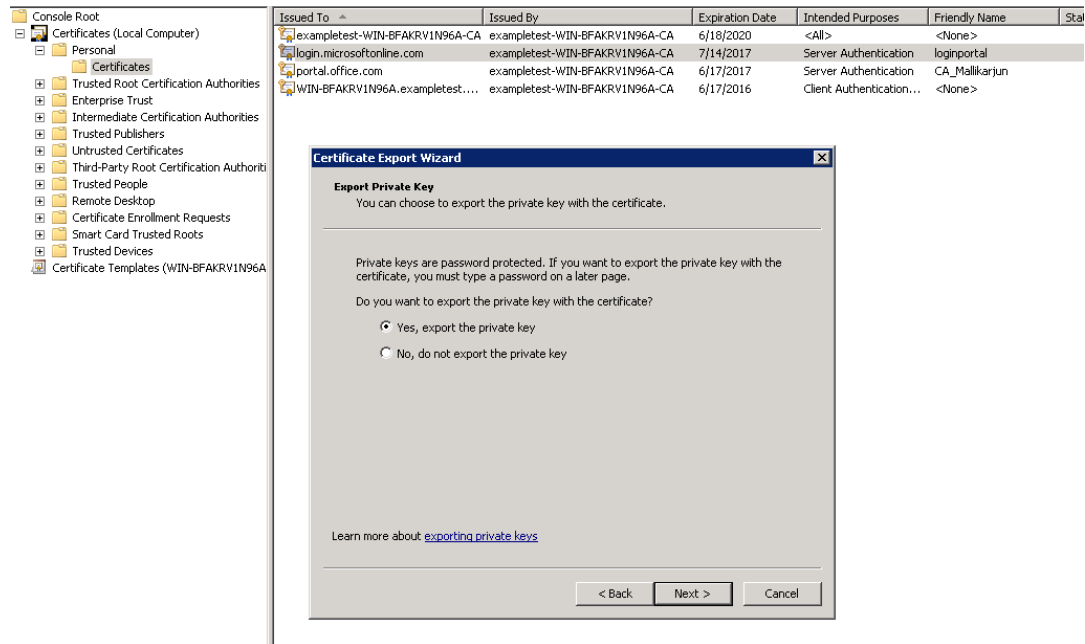 Console Root
Certificates (Local Computer)
Personal
Certificates
Trusted Root Certification Authorities
Enterprise Trust
Intermediate Certification Authorities
Trusted Publishers
Untrusted Certificates
Third-Party Root Certification Authoriti
Trusted People
Remote Desktop
Certificate Enrollment Requests
Smart Card Trusted Roots
Trusted Devices
Certificate Templates (WIN-BFAKRV1N96A
Issued To Issued By Expiration Date Intended Purposes Friendly Name Stat
exampletest-WIN-BFAKRV1N96A-CA exampletest-WIN-BFAKRV1N96A-CA 6/18/2020 <All> <None>
login.microsoftonline.com exampletest-WIN-BFAKRV1N96A-CA 7/14/2017 Server Authentication loginportal
portal.office.com exampletest-WIN-BFAKRV1N96A-CA 6/17/2017 Server Authentication CA_Mallikarjun
WIN-BFAKRV1N96A.exampletest.... exampletest-WIN-BFAKRV1N96A-CA 6/17/2016 Client Authentication... <None>
Certificate Export Wizard
Export Private Key
You can choose to export the private key with the certificate.
Private keys are password protected. If you want to export the private key with the
certificate, you must type a password on a later page.
Do you want to export the private key with the certificate?
Yes, export the private key
No, do not export the private key
Learn more about exporting private keys
< Back Next > Cancel